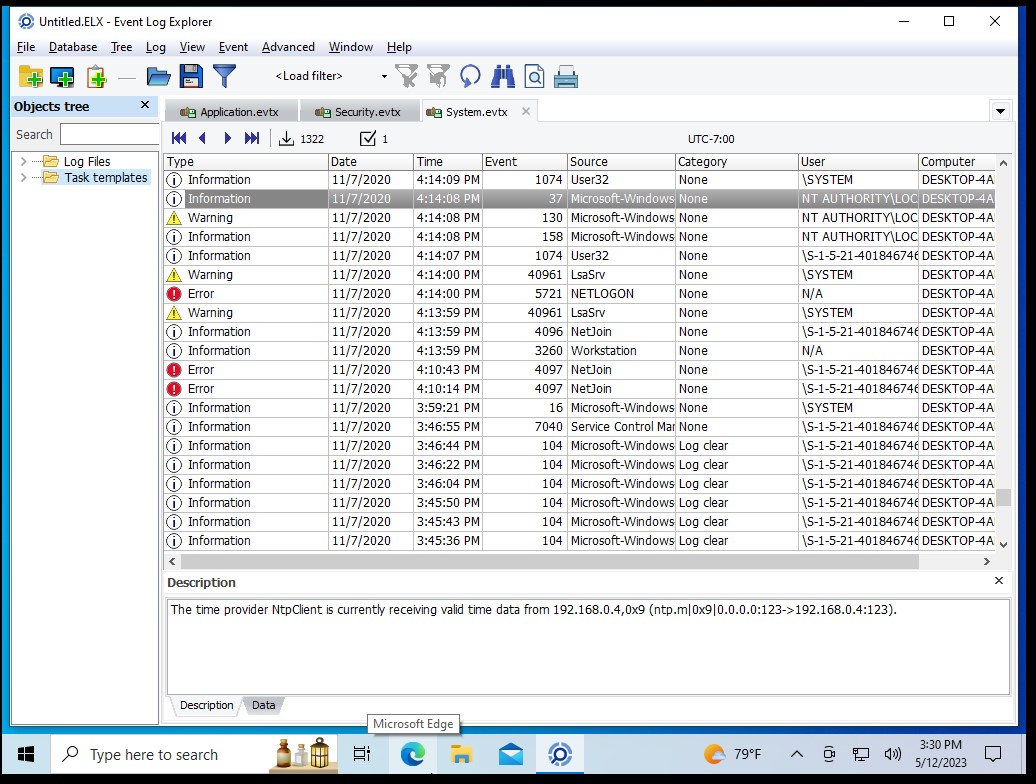 Untitled.ELX - Event Log Explorer
File Database Tree Log View Event Advanced Window Help
<Load filter>
Objects tree
Application.evtx Security.evtx System.evtx
Search
1322 1 UTC-7:00
Log Files
Task templates
Type Date Time Event Source Category User Computer
Information 11/7/2020 4:14:09 PM 1074 User32 None \SYSTEM DESKTOP-4A
Information 11/7/2020 4:14:08 PM 37 Microsoft-Windows None NT AUTHORITY\LOC DESKTOP-4A
Warning 11/7/2020 4:14:08 PM 130 Microsoft-Windows None NT AUTHORITY\LOC DESKTOP-4A
Information 11/7/2020 4:14:08 PM 158 Microsoft-Windows None NT AUTHORITY\LOC DESKTOP-4A
Information 11/7/2020 4:14:07 PM 1074 User32 None \S-1-5-21-401846746 DESKTOP-4A
Warning 11/7/2020 4:14:00 PM 40961 LsaSrv None \SYSTEM DESKTOP-4A
Error 11/7/2020 4:14:00 PM 5721 NETLOGON None N/A DESKTOP-4A
Warning 11/7/2020 4:13:59 PM 40961 LsaSrv None \SYSTEM DESKTOP-4A
Information 11/7/2020 4:13:59 PM 4096 NetJoin None \S-1-5-21-401846746 DESKTOP-4A
Information 11/7/2020 4:13:59 PM 3260 Workstation None N/A DESKTOP-4A
Error 11/7/2020 4:10:43 PM 4097 NetJoin None \S-1-5-21-401846746 DESKTOP-4A
Error 11/7/2020 4:10:14 PM 4097 NetJoin None \S-1-5-21-401846746 DESKTOP-4A
Information 11/7/2020 3:59:21 PM 16 Microsoft-Windows None \SYSTEM DESKTOP-4A
Information 11/7/2020 3:46:55 PM 7040 Service Control Mar None \S-1-5-21-401846746 DESKTOP-4A
Information 11/7/2020 3:46:44 PM 104 Microsoft-Windows Log clear \S-1-5-21-401846746 DESKTOP-4A
Information 11/7/2020 3:46:22 PM 104 Microsoft-Windows Log clear \S-1-5-21-401846746 DESKTOP-4A
Information 11/7/2020 3:46:04 PM 104 Microsoft-Windows Log clear \S-1-5-21-401846746 DESKTOP-4A
Information 11/7/2020 3:45:50 PM 104 Microsoft-Windows Log clear \S-1-5-21-401846746 DESKTOP-4A
Information 11/7/2020 3:45:43 PM 104 Microsoft-Windows Log clear \S-1-5-21-401846746 DESKTOP-4A
Information 11/7/2020 3:45:36 PM 104 Microsoft-Windows Log clear \S-1-5-21-401846746 DESKTOP-4A
Description
The time provider NtpClient is currently receiving valid time data from 192.168.0.4,0x9 (ntp.m|0x9|0.0.0.0:123->192.168.0.4:123).
Description Data
Microsoft Edge
Type here to search
79°F
3:30 PM
5/12/2023